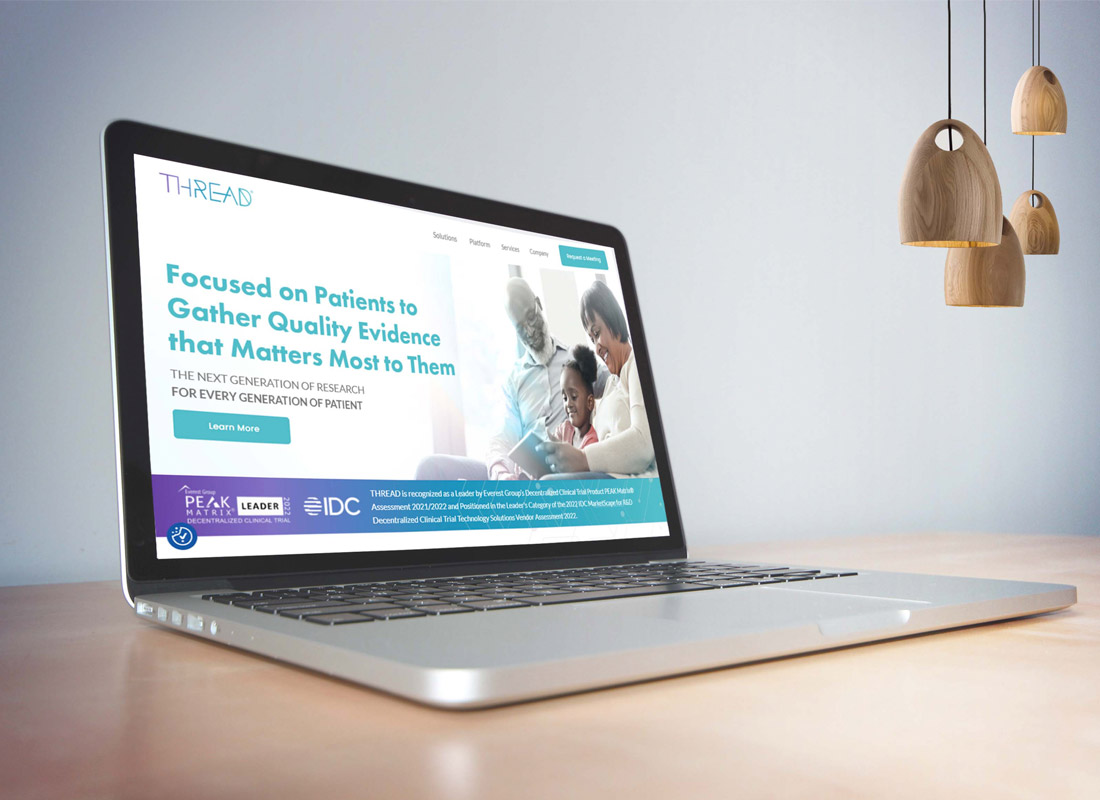 THREAD
Solutions Platform Services Company Request a Meeting
Focused on Patients to
Gather Quality Evidence
that Matters Most to Them
THE NEXT GENERATION OF RESEARCH
FOR EVERY GENERATION OF PATIENT
Learn More
Everest Group
PEAK
MATRIX®
LEADER
2022
DECENTRALIZED CLINICAL TRIAL
IDC
THREAD is recognized as a Leader by Everest Group's Decentralized Clinical Trial Product PEAK Matrix®
Assessment 2021/2022 and Positioned in the Leader's Category of the 2022 IDC MarketScape for R&D
Decentralized Clinical Trial Technology Solutions Vendor Assessment 2022.